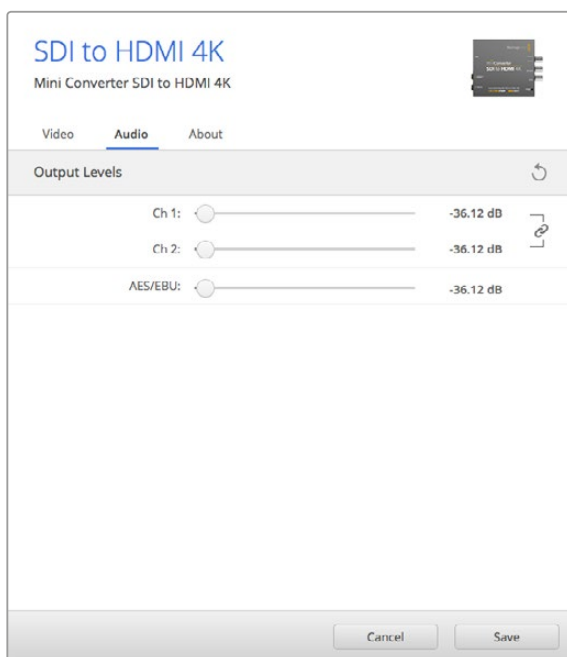 SDI to HDMI 4K
Mini Converter SDI to HDMI 4K
Video Audio About
Output Levels
Ch 1: -36.12 dB
Ch 2: -36.12 dB
AES/EBU: -36.12 dB
Cancel Save